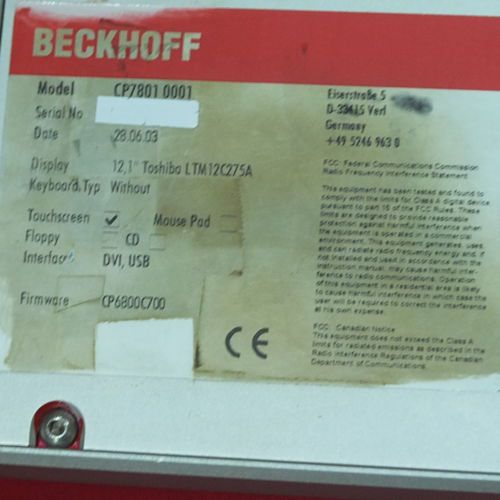 BECKHOFF
Model CP7801 0001
Serial No
Date 28.06.03
Display 12,1" Toshiba LTM12C275A
Keyboard Typ Without
Touchscreen ✓ Mouse Pad
Floppy CD
Interface DVI, USB
Firmware CP6800C700
CE
Eiserstraße 5
D-33415 Verl
Germany
+49 5246 963 0
FCC: Federal Communications Commission
Radio Frequency Interference Statement
This equipment has been tested and found to
comply with the limits for Class A digital device
pursuant to part 15 of the FCC Rules. These
limits are designed to provide reasonable
protection against harmful interference when
the equipment is operated in a commercial
environment. This equipment generates, uses,
and can radiate radio frequency energy and, if
not installed and used in accordance with the
instruction manual, may cause harmful inter-
ference to radio communications. Operation
of this equipment in a residential area is likely
to cause harmful interference in which case the
user will be required to correct the interference
at his own expense.
FCC: Canadian Notice
This equipment does not exceed the Class A
limits for radiated emissions as described in the
Radio Interference Regulations of the Canadian
Department of Communications.